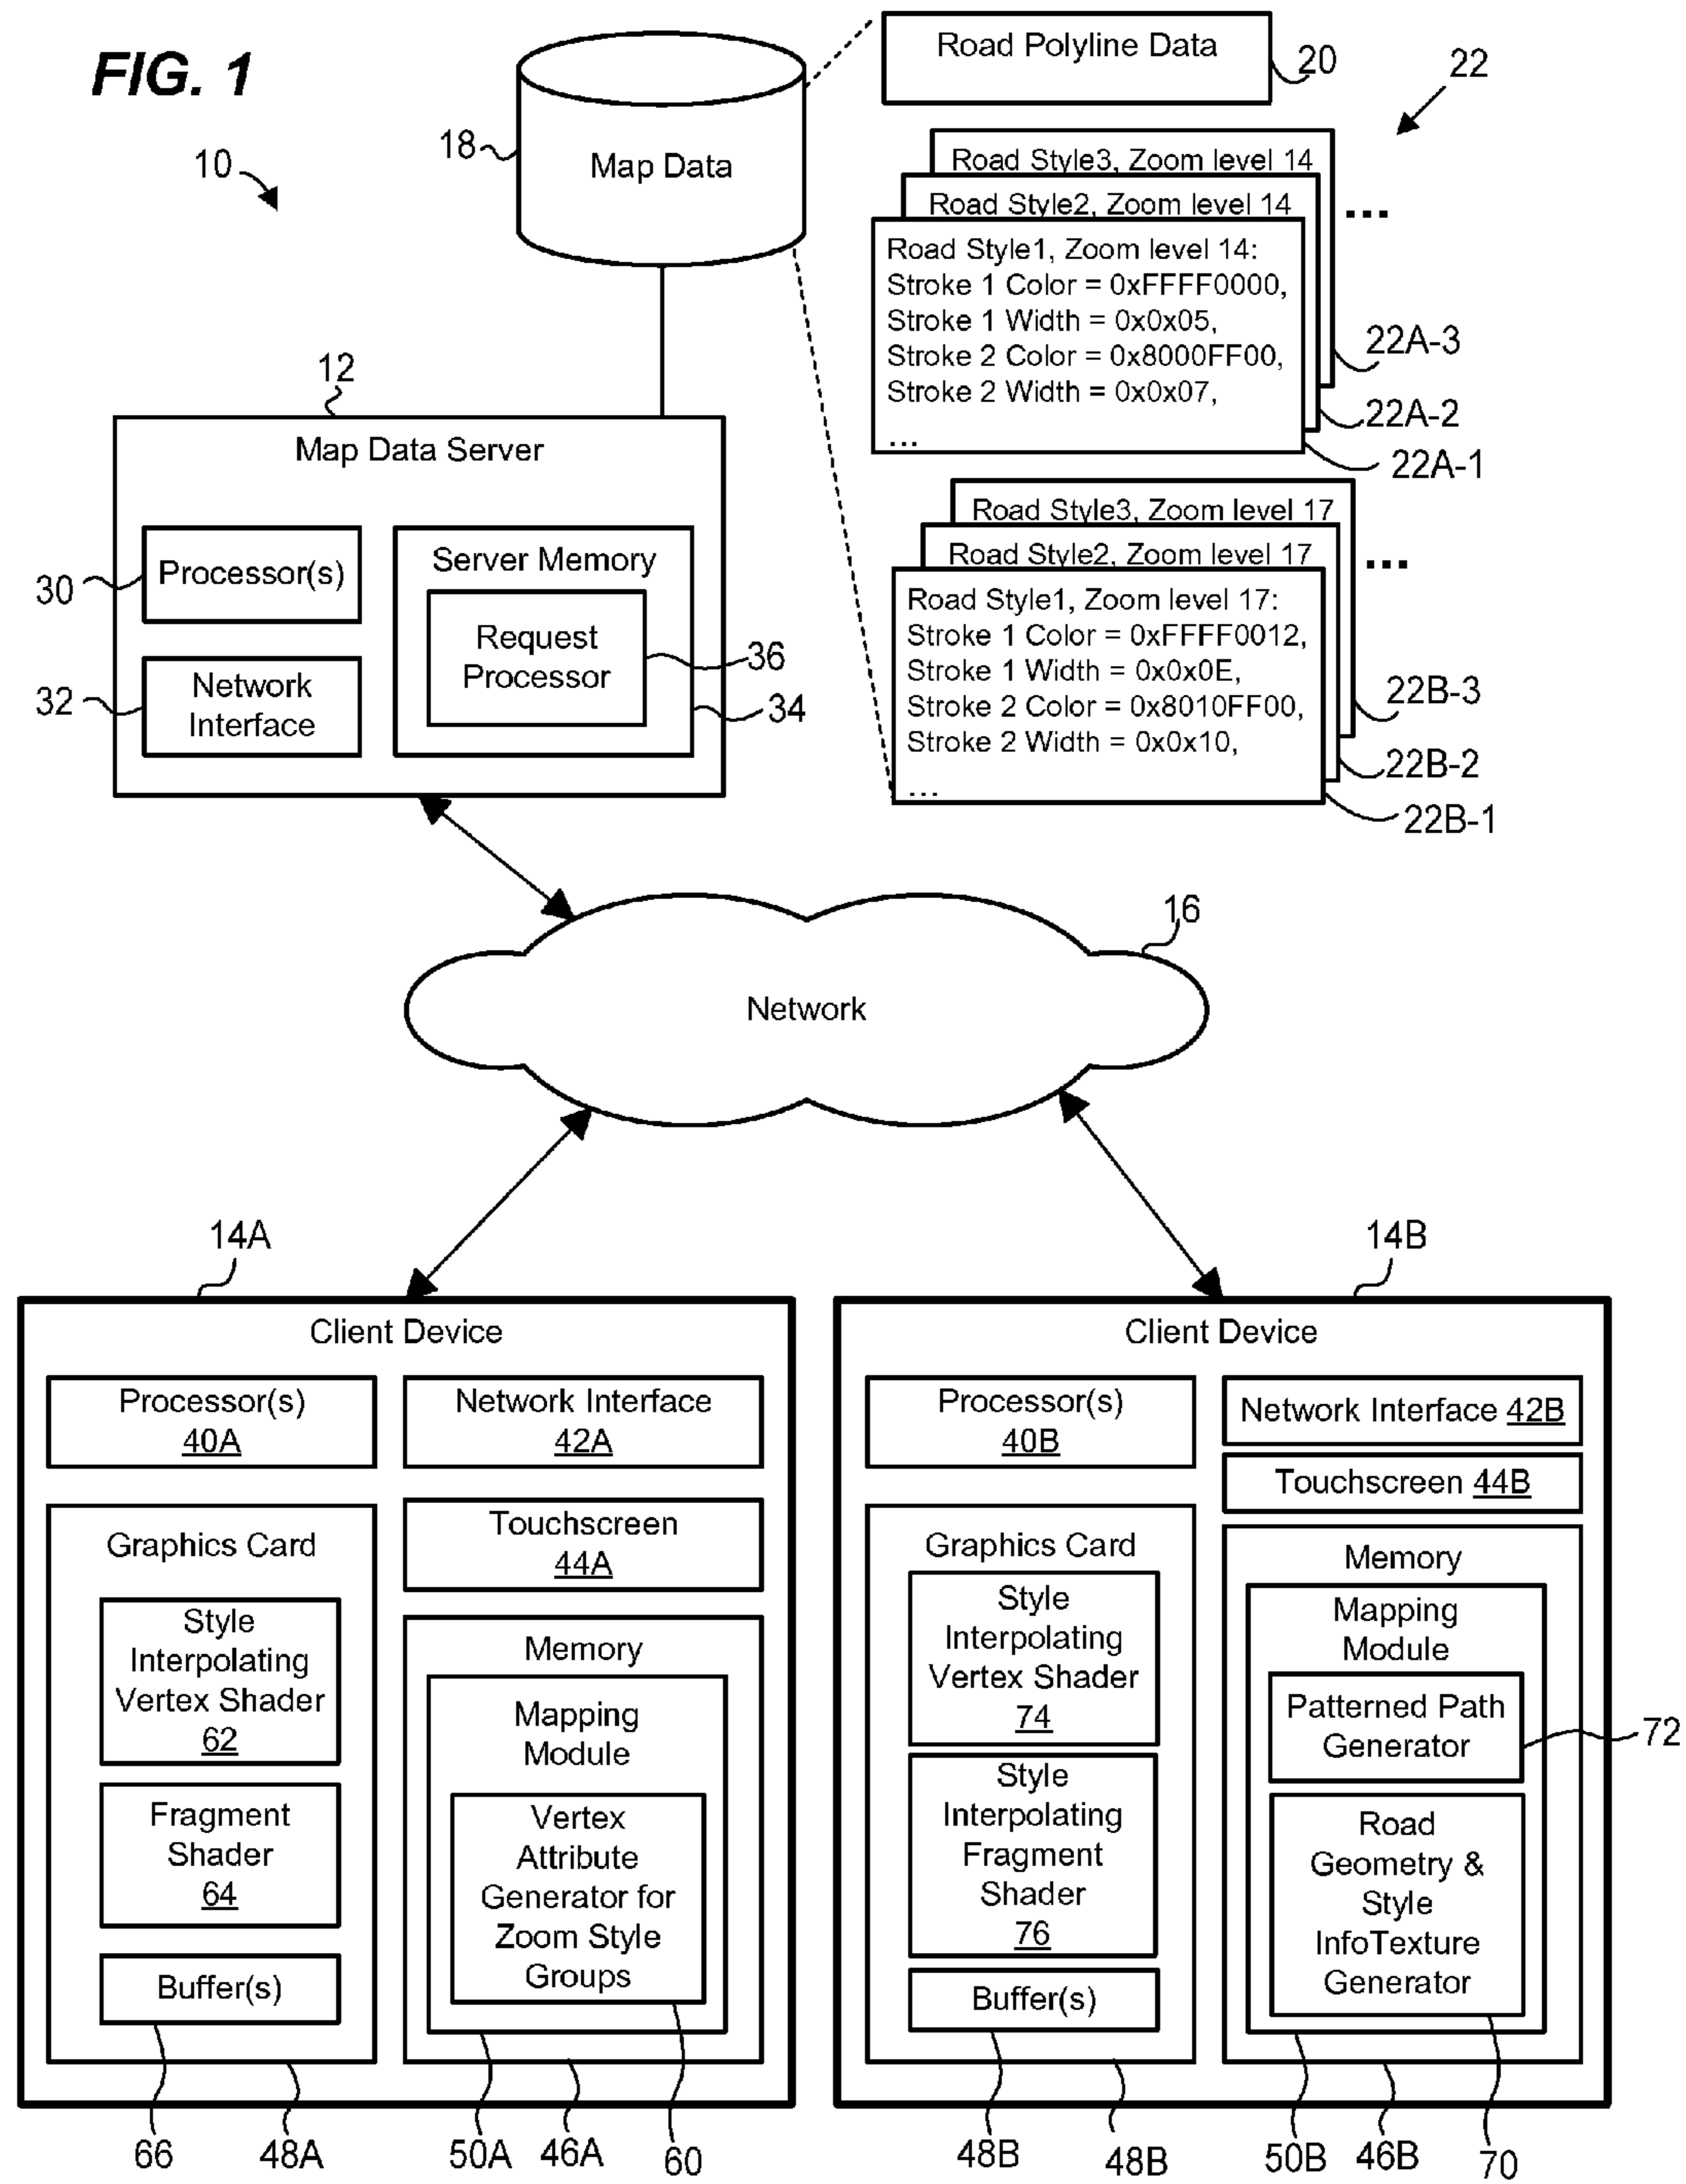 FIG. 1
10
18
Map Data
Road Polyline Data
20
22
Road Style3, Zoom level 14
Road Style2, Zoom level 14
...
Road Style1, Zoom level 14:
Stroke 1 Color = 0xFFFF0000,
Stroke 1 Width = 0x0x05,
Stroke 2 Color = 0x8000FF00,
Stroke 2 Width = 0x0x07,
...
22A-3
22A-2
22A-1
Road Style3, Zoom level 17
Road Style2, Zoom level 17
...
Road Style1, Zoom level 17:
Stroke 1 Color = 0xFFFF0012,
Stroke 1 Width = 0x0x0E,
Stroke 2 Color = 0x8010FF00,
Stroke 2 Width = 0x0x10,
...
22B-3
22B-2
22B-1
12
Map Data Server
30
Processor(s)
32
Network
Interface
Server Memory
Request
Processor
36
34
16
Network
14A
Client Device
Processor(s)
40A
Network Interface
42A
Touchscreen
44A
Graphics Card
Style
Interpolating
Vertex Shader
62
Fragment
Shader
64
Buffer(s)
Memory
Mapping
Module
Vertex
Attribute
Generator for
Zoom Style
Groups
66
48A
50A
46A
60
14B
Client Device
Processor(s)
40B
Network Interface 42B
Touchscreen 44B
Graphics Card
Style
Interpolating
Vertex Shader
74
Style
Interpolating
Fragment
Shader
76
Buffer(s)
Memory
Mapping
Module
Patterned Path
Generator
72
Road
Geometry &
Style
InfoTexture
Generator
48B
48B
50B
46B
70